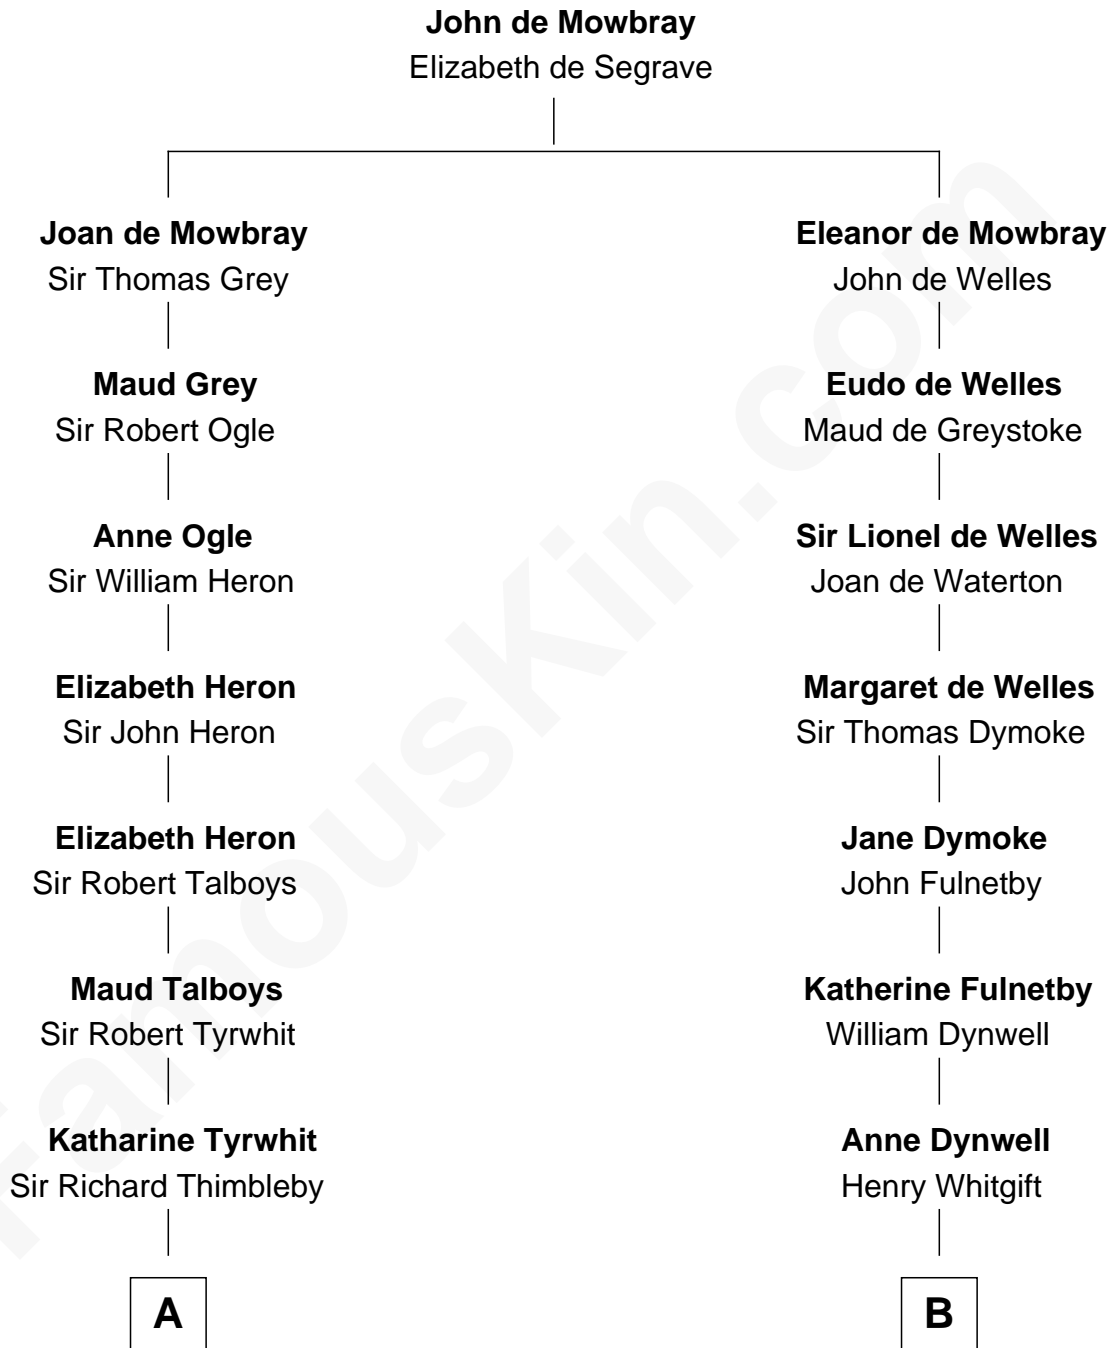 John de Mowbray
Elizabeth de Segrave
Joan de Mowbray
Sir Thomas Grey
Eleanor de Mowbray
John de Welles
Maud Grey
Sir Robert Ogle
Eudo de Welles
Maud de Greystoke
Anne Ogle
Sir William Heron
Sir Lionel de Welles
Joan de Waterton
Elizabeth Heron
Sir John Heron
Margaret de Welles
Sir Thomas Dymoke
Elizabeth Heron
Sir Robert Talboys
Jane Dymoke
John Fulnetby
Maud Talboys
Sir Robert Tyrwhit
Katherine Fulnetby
William Dynwell
Katharine Tyrwhit
Sir Richard Thimbleby
Anne Dynwell
Henry Whitgift
A
B
FamousKin.com